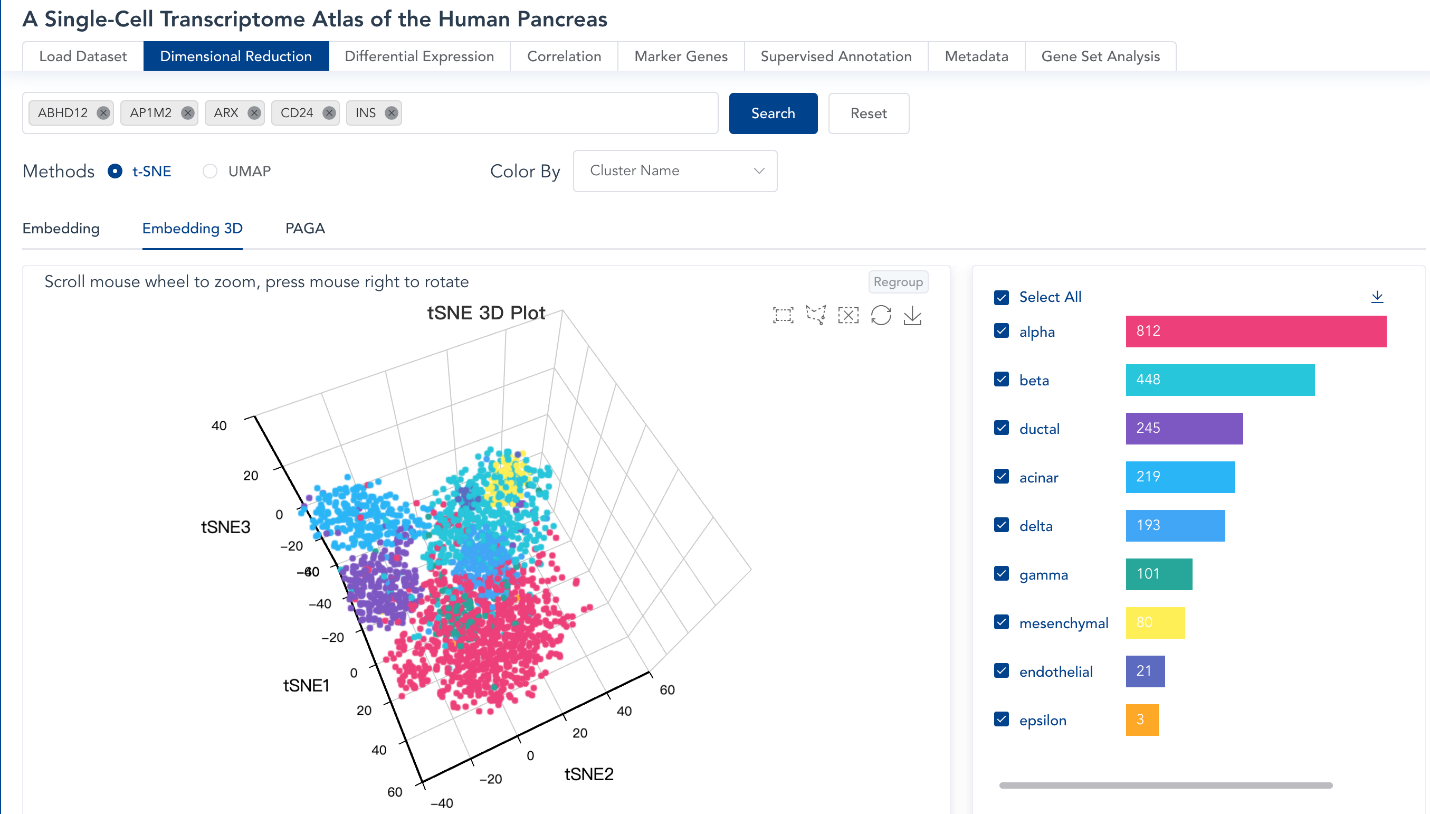 A Single-Cell Transcriptome Atlas of the Human Pancreas
Load Dataset Dimensional Reduction Differential Expression Correlation Marker Genes Supervised Annotation Metadata Gene Set Analysis
ABHD12 AP1M2 ARX CD24 INS Search Reset
Methods t-SNE UMAP Color By Cluster Name
Embedding Embedding 3D PAGA
Scroll mouse wheel to zoom, press mouse right to rotate
Regroup
tSNE 3D Plot
40
20
0
-20
tSNE3
-40
-20
0
20
40
60
tSNE1
-40
-20
0
20
40
60
tSNE2
Select All
alpha 812
beta 448
ductal 245
acinar 219
delta 193
gamma 101
mesenchymal 80
endothelial 21
epsilon 3